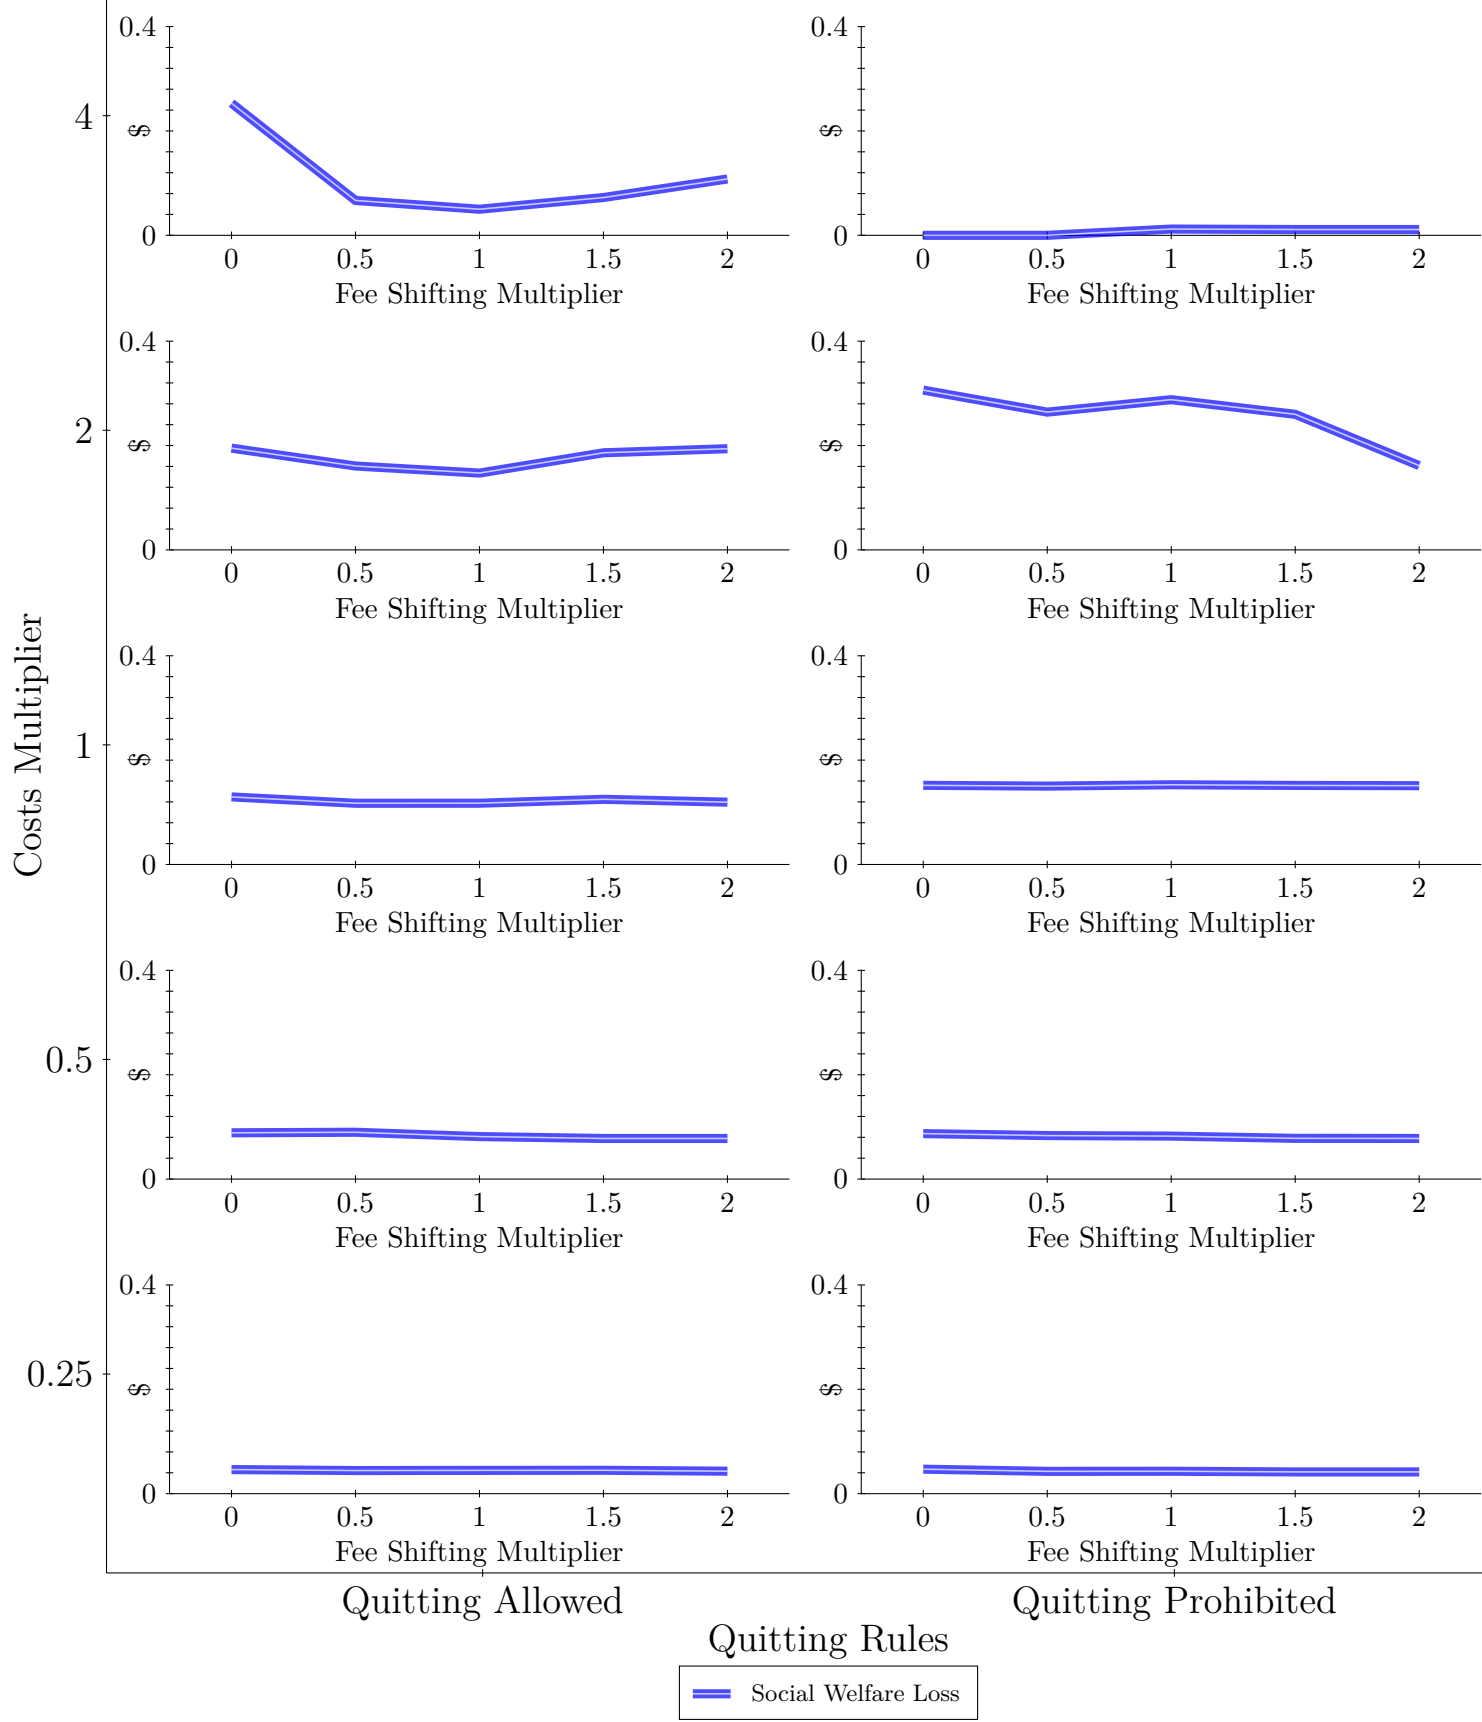 0.4
$
0
0 0.5 1 1.5 2
Fee Shifting Multiplier
0.4
$
0
0 0.5 1 1.5 2
Fee Shifting Multiplier
4
0.4
$
0
0 0.5 1 1.5 2
Fee Shifting Multiplier
0.4
$
0
0 0.5 1 1.5 2
Fee Shifting Multiplier
2
0.4
$
0
0 0.5 1 1.5 2
Fee Shifting Multiplier
0.4
$
0
0 0.5 1 1.5 2
Fee Shifting Multiplier
1
Costs Multiplier
0.4
$
0
0 0.5 1 1.5 2
Fee Shifting Multiplier
0.4
$
0
0 0.5 1 1.5 2
Fee Shifting Multiplier
0.5
0.4
$
0
0 0.5 1 1.5 2
Fee Shifting Multiplier
0.4
$
0
0 0.5 1 1.5 2
Fee Shifting Multiplier
0.25
Quitting Allowed
Quitting Prohibited
Quitting Rules
Social Welfare Loss